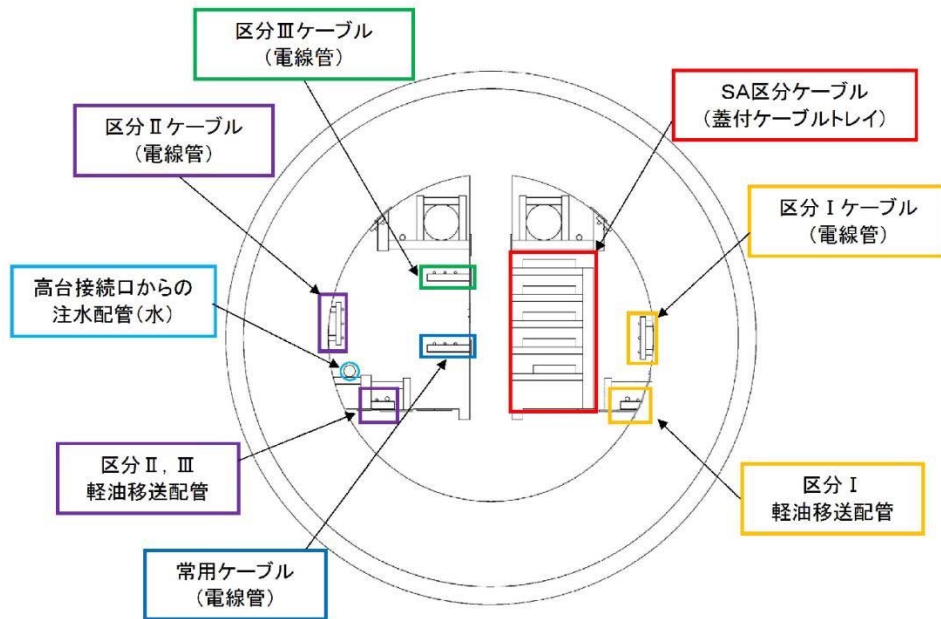 区分Ⅲケーブル
(電線管)
SA区分ケーブル
(蓋付ケーブルトレイ)
区分Ⅱケーブル
(電線管)
区分Ⅰケーブル
(電線管)
高台接続口からの
注水配管(水)
区分Ⅱ,Ⅲ
軽油移送配管
区分Ⅰ
軽油移送配管
常用ケーブル
(電線管)